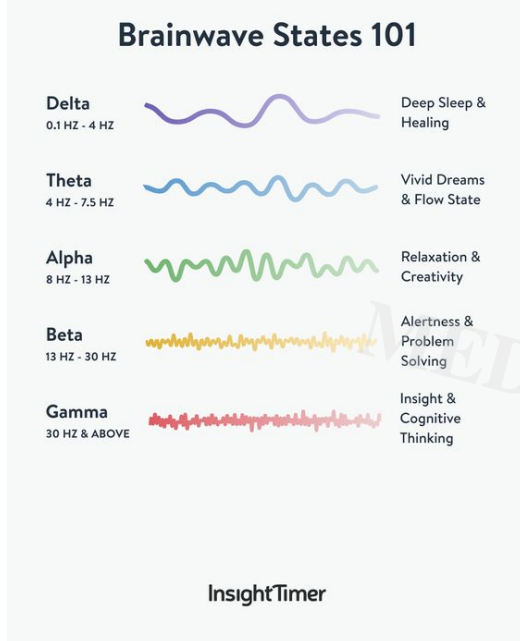 Brainwave States 101
Delta
0.1 HZ - 4 HZ
Deep Sleep &
Healing
Theta
4 HZ - 7.5 HZ
Vivid Dreams
& Flow State
Alpha
8 HZ - 13 HZ
Relaxation &
Creativity
Beta
13 HZ - 30 HZ
Alertness &
Problem
Solving
MED
Gamma
30 HZ & ABOVE
Insight &
Cognitive
Thinking
InsightTimer